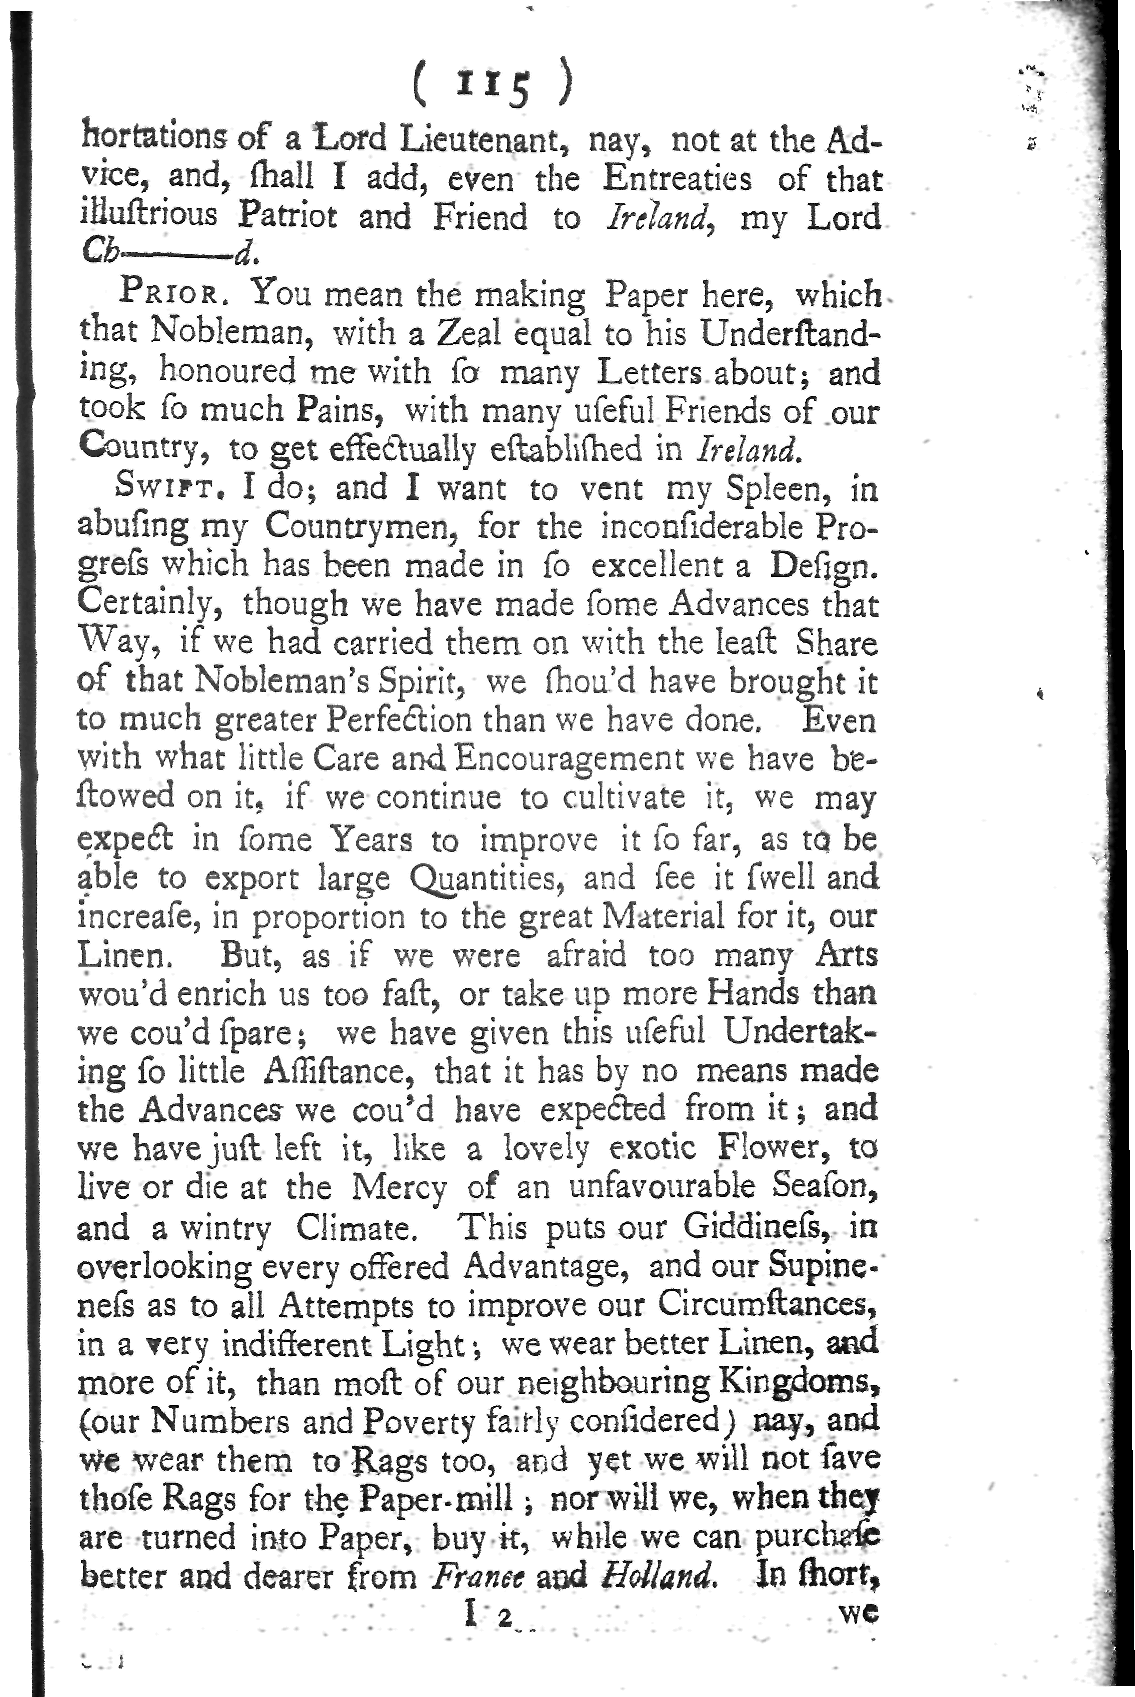 ( 115 )
hortations of a Lord Lieutenant, nay, not at the Ad-
vice, and, ſhall I add, even the Entreaties of that
illuſtrious Patriot and Friend to Ireland, my Lord
Ch———d.
PRIOR. You mean the making Paper here, which
that Nobleman, with a Zeal equal to his Underſtand-
ing, honoured me with ſo many Letters about; and
took ſo much Pains, with many uſeful Friends of our
Country, to get effectually eſtabliſhed in Ireland.
SWIFT. I do; and I want to vent my Spleen, in
abuſing my Countrymen, for the inconſiderable Pro-
greſs which has been made in ſo excellent a Deſign.
Certainly, though we have made ſome Advances that
Way, if we had carried them on with the leaſt Share
of that Nobleman's Spirit, we ſhou'd have brought it
to much greater Perfection than we have done. Even
with what little Care and Encouragement we have be-
ſtowed on it, if we continue to cultivate it, we may
expect in ſome Years to improve it ſo far, as to be
able to export large Quantities, and ſee it ſwell and
increaſe, in proportion to the great Material for it, our
Linen. But, as if we were afraid too many Arts
wou'd enrich us too faſt, or take up more Hands than
we cou'd ſpare; we have given this uſeful Undertak-
ing ſo little Aſſiſtance, that it has by no means made
the Advances we cou'd have expected from it; and
we have juſt left it, like a lovely exotic Flower, to
live or die at the Mercy of an unfavourable Seaſon,
and a wintry Climate. This puts our Giddineſs, in
overlooking every offered Advantage, and our Supine-
neſs as to all Attempts to improve our Circumſtances,
in a very indifferent Light; we wear better Linen, and
more of it, than moſt of our neighbouring Kingdoms,
(our Numbers and Poverty fairly conſidered) nay, and
we wear them to Rags too, and yet we will not ſave
thoſe Rags for the Paper-mill; nor will we, when they
are turned into Paper, buy it, while we can purchaſe
better and dearer from France and Holland. In ſhort,
I 2 we